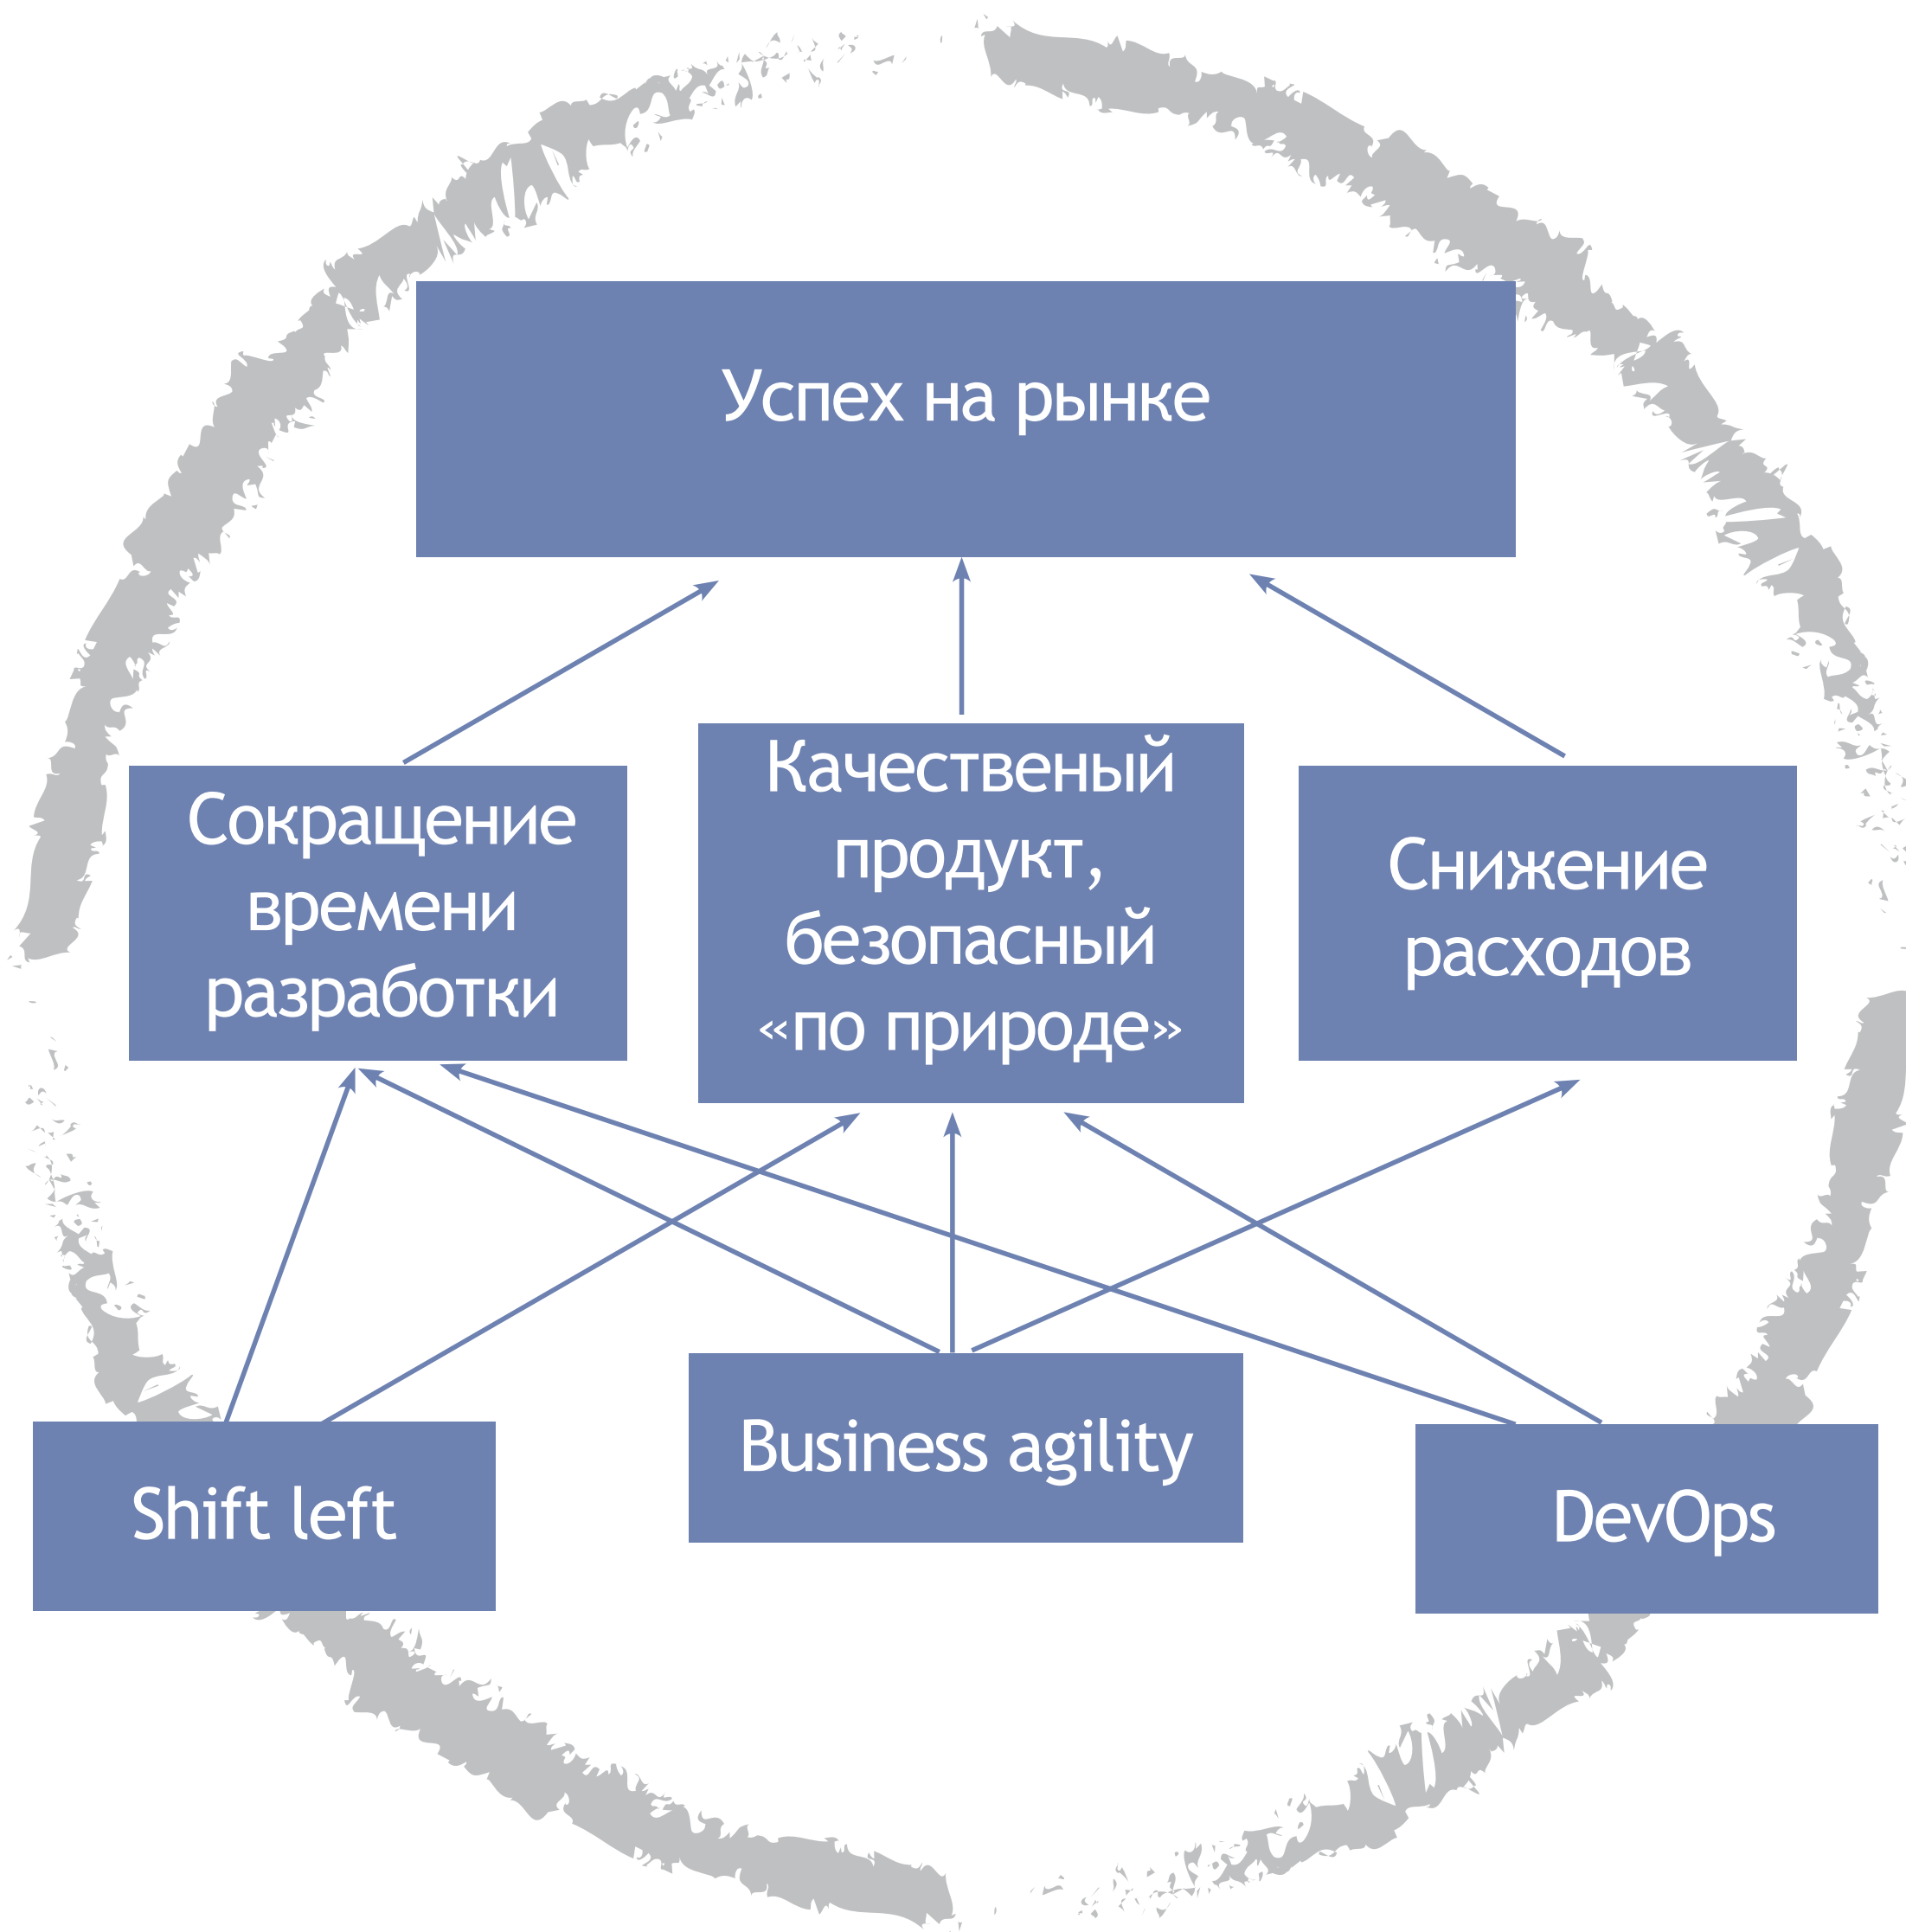 Успех на рынке
Сокращение
времени
разработки
Качественый
продукт,
безопасный
«по природе»
Снижение
расходов
Shift left
Business agility
DevOps